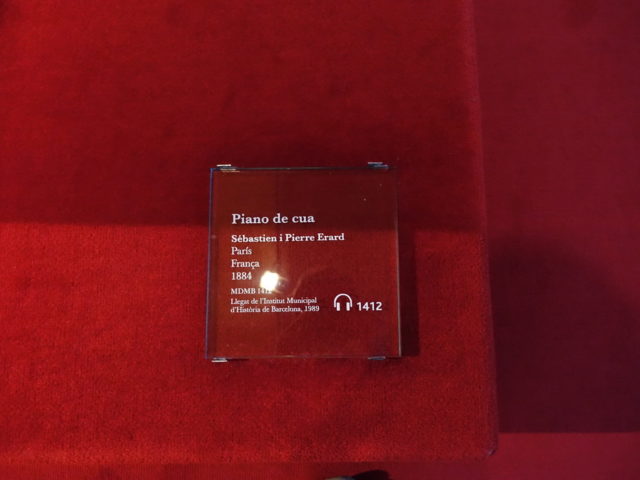 Piano de cua
Sébastien i Pierre Erard
París
França
1884
MDMB 1412
Llegat de l'Institut Municipal
d'Història de Barcelona, 1989
1412